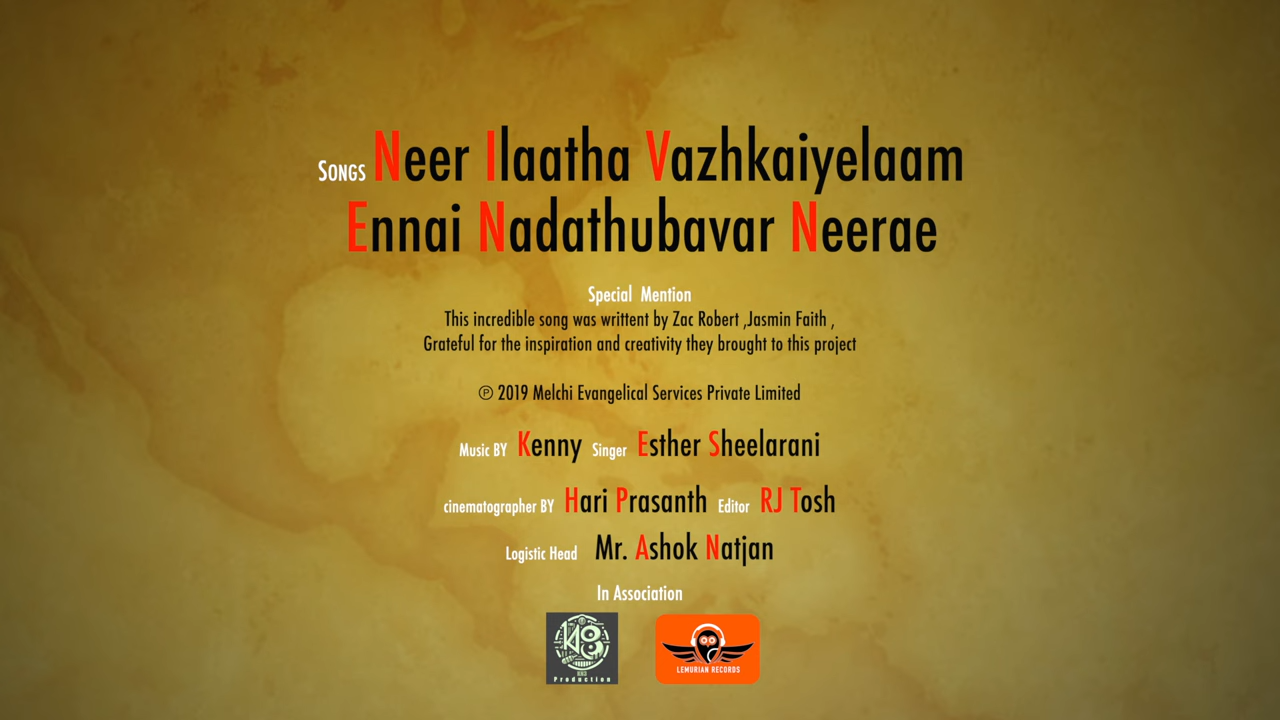 Songs Neer Ilaatha Vazhkaiyelaam
Ennai Nadathubavar Neerae
Special Mention
This incredible song was writtent by Zac Robert ,Jasmin Faith ,
Grateful for the inspiration and creativity they brought to this project
℗ 2019 Melchi Evangelical Services Private Limited
Music BY Kenny Singer Esther Sheelarani
cinematographer BY Hari Prasanth Editor RJ Tosh
Logistic Head Mr. Ashok Natjan
In Association
Production
LEMURIAN RECORDS